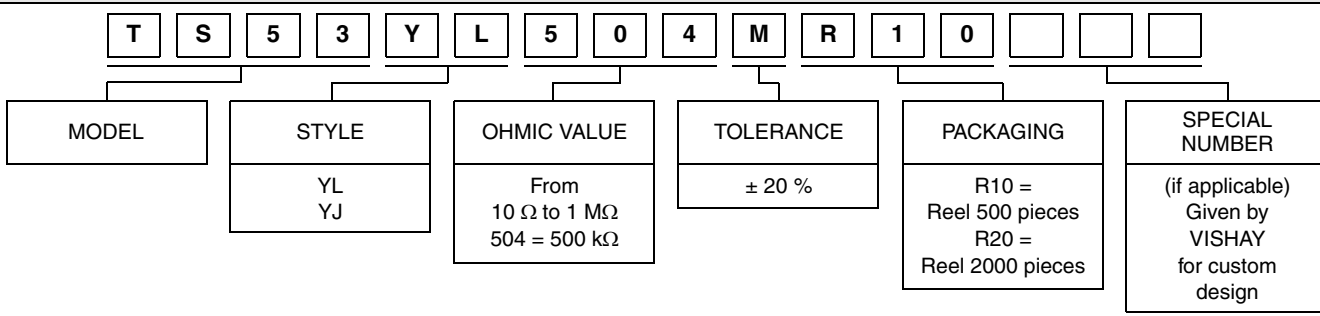 T S 5 3 Y L 5 0 4 M R 1 0
MODEL
STYLE
YL
YJ
OHMIC VALUE
From
10 Ω to 1 MΩ
504 = 500 kΩ
TOLERANCE
± 20 %
PACKAGING
R10 =
Reel 500 pieces
R20 =
Reel 2000 pieces
SPECIAL
NUMBER
(if applicable)
Given by
VISHAY
for custom
design